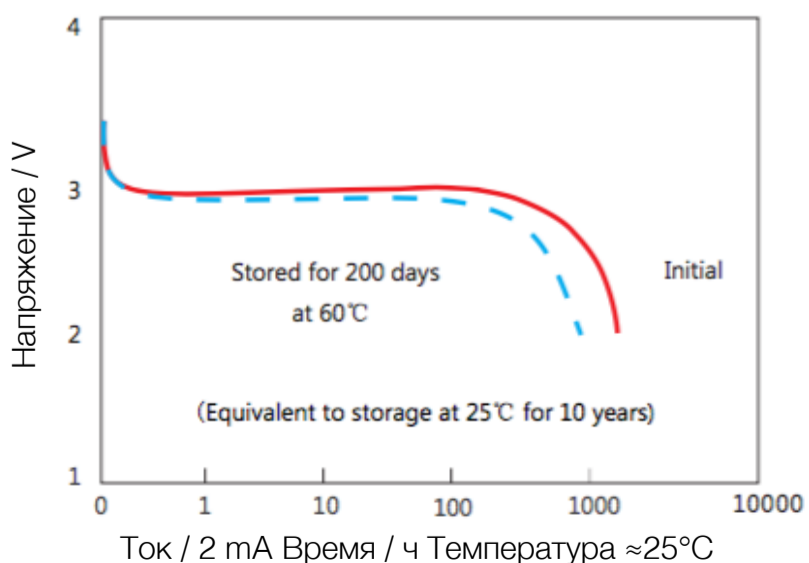 4
Напряжение / V
3
Stored for 200 days
at 60℃
Initial
2
(Equivalent to storage at 25℃ for 10 years)
1
0 1 10 100 1000 10000
Ток / 2 mA Время / ч Температура ≈25°C